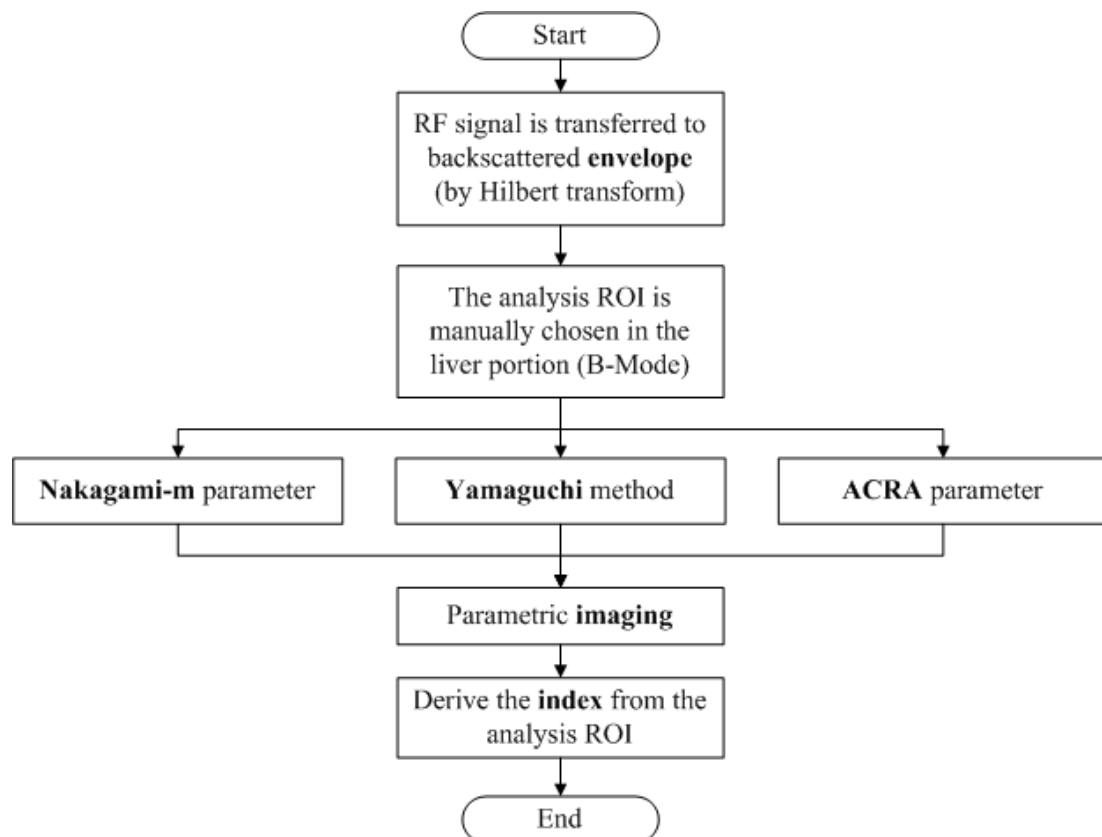 Start
RF signal is transferred to
backscattered envelope
(by Hilbert transform)
The analysis ROI is
manually chosen in the
liver portion (B-Mode)
Nakagami-m parameter
Yamaguchi method
ACRA parameter
Parametric imaging
Derive the index from the
analysis ROI
End